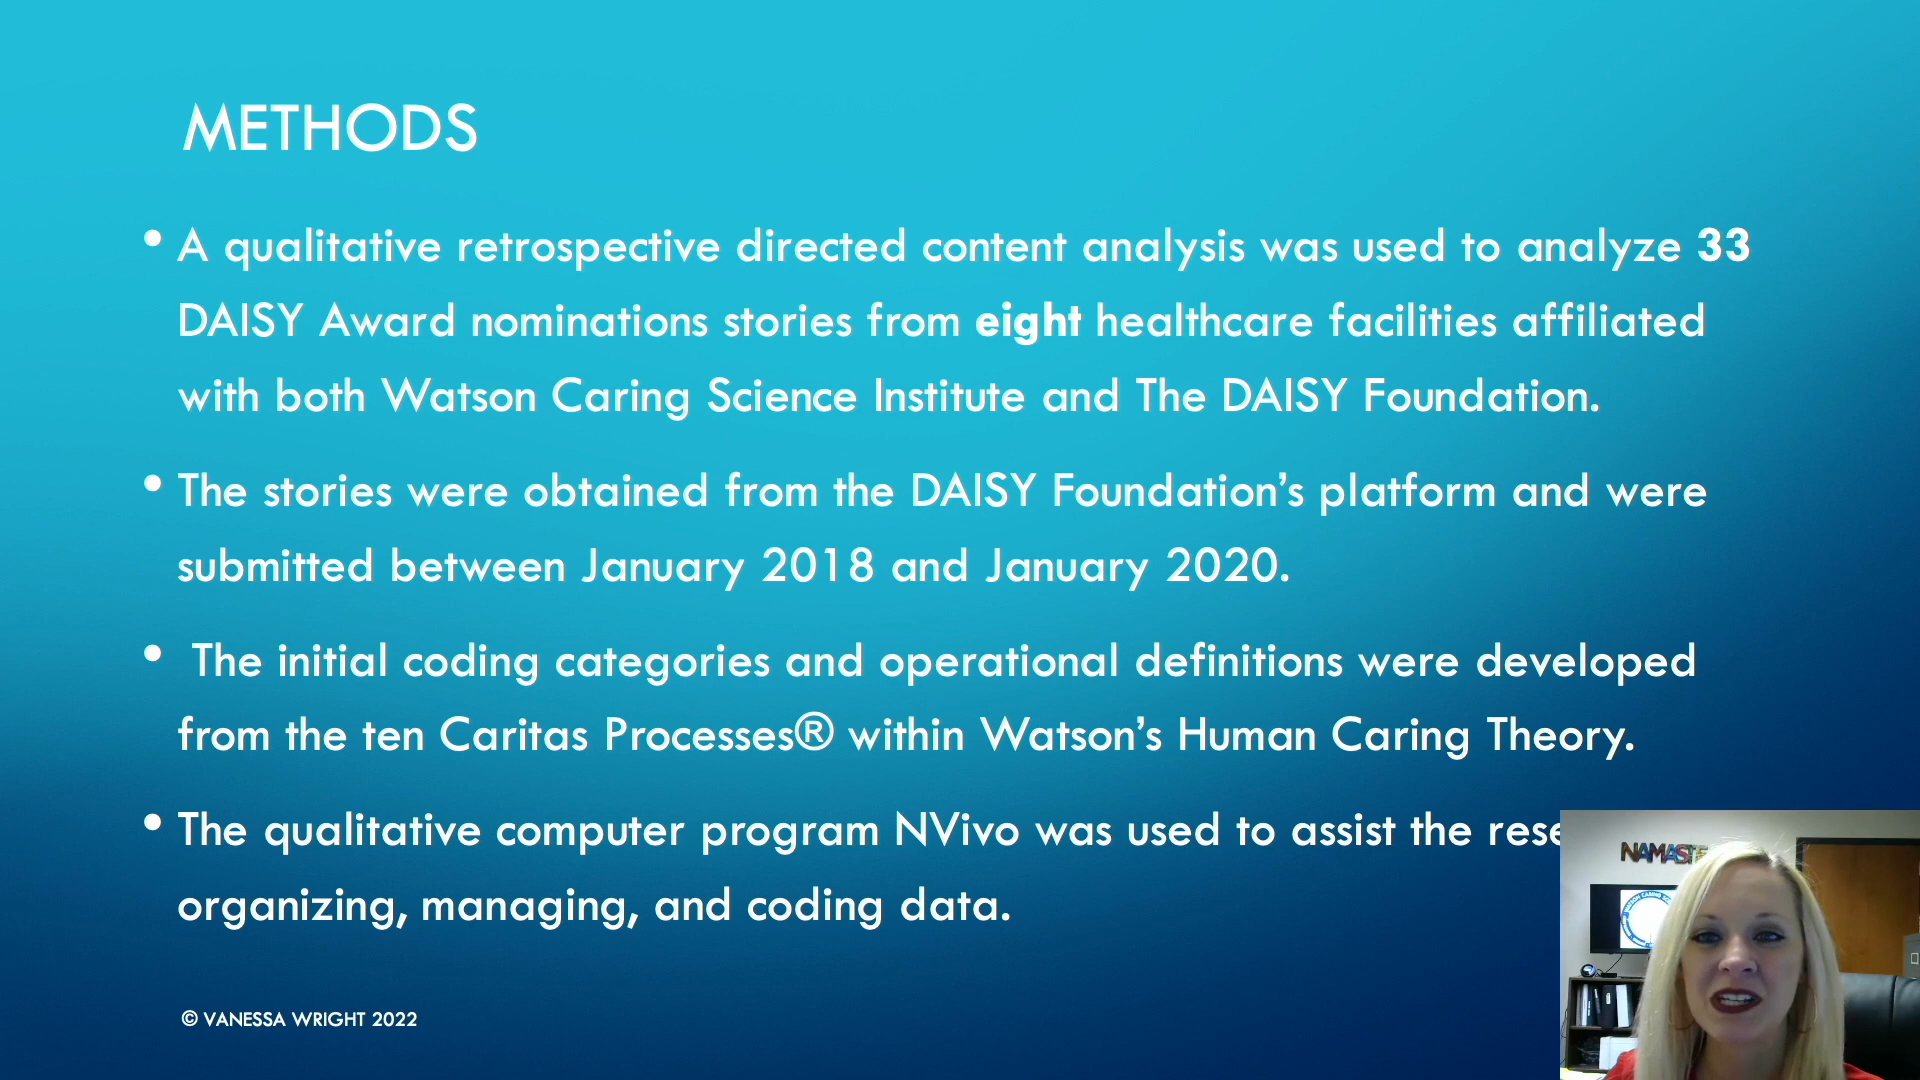 METHODS
• A qualitative retrospective directed content analysis was used to analyze 33
DAISY Award nominations stories from eight healthcare facilities affiliated
with both Watson Caring Science Institute and The DAISY Foundation.
• The stories were obtained from the DAISY Foundation’s platform and were
submitted between January 2018 and January 2020.
• The initial coding categories and operational definitions were developed
from the ten Caritas Processes® within Watson’s Human Caring Theory.
• The qualitative computer program NVivo was used to assist the
organizing, managing, and coding data.
© VANESSA WRIGHT 2022